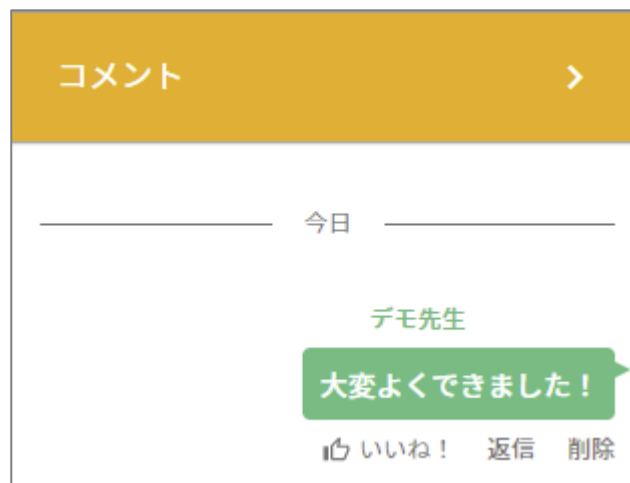 コメント
今日
デモ先生
大変よくできました！
いいね！ 返信 削除